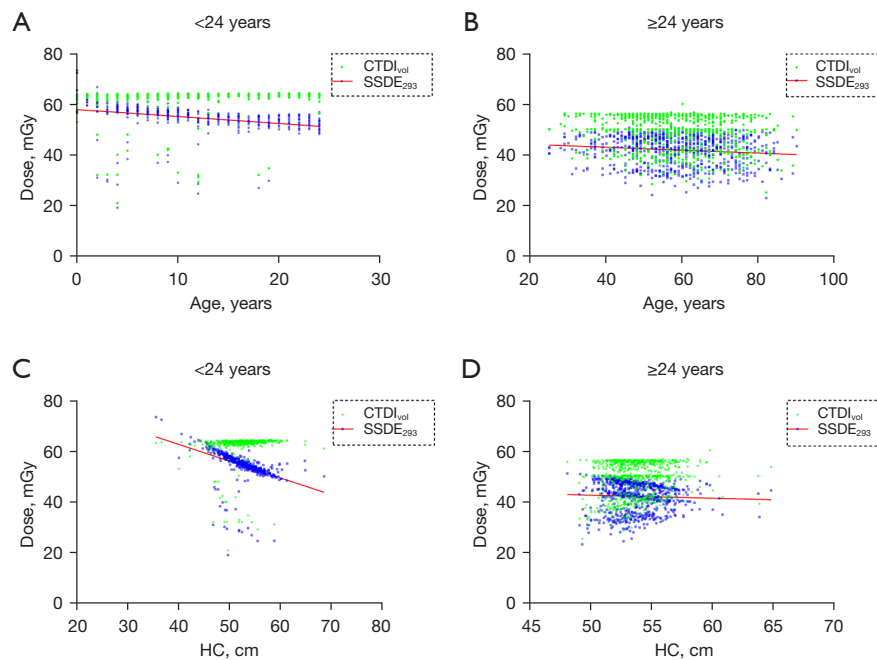 A
<24 years
CTDIvol
SSDE293
80
60
40
20
0
Dose, mGy
0 10 20 30
Age, years
B
≥24 years
CTDIvol
SSDE293
80
60
40
20
0
Dose, mGy
20 40 60 80 100
Age, years
C
<24 years
CTDIvol
SSDE293
80
60
40
20
0
Dose, mGy
20 30 40 50 60 70 80
HC, cm
D
≥24 years
CTDIvol
SSDE293
80
60
40
20
0
Dose, mGy
45 50 55 60 65 70
HC, cm